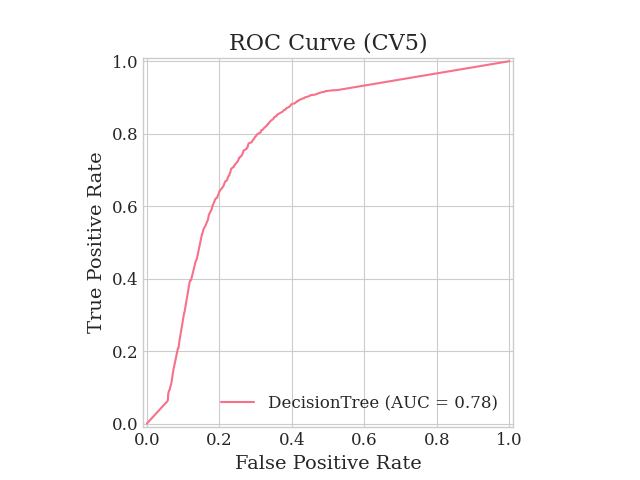 ROC Curve (CV5)
True Positive Rate
1.0
0.8
0.6
0.4
0.2
0.0
DecisionTree (AUC = 0.78)
0.0 0.2 0.4 0.6 0.8 1.0
False Positive Rate